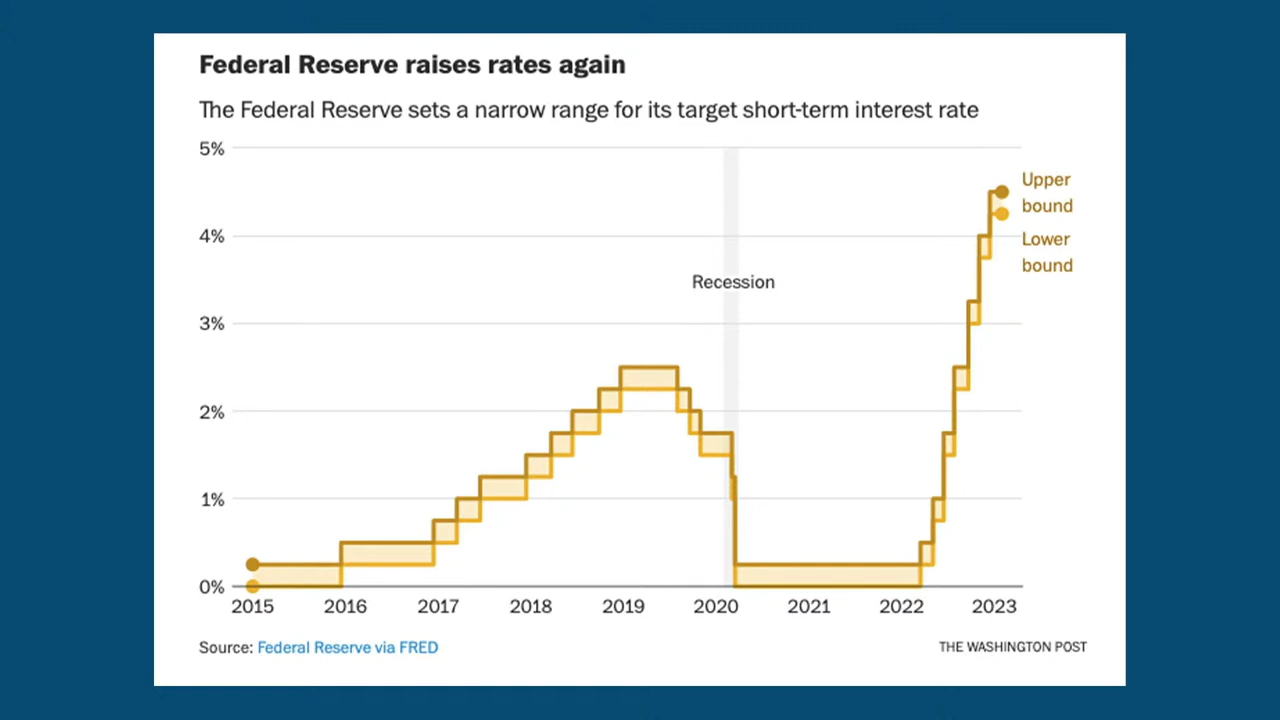 Federal Reserve raises rates again
The Federal Reserve sets a narrow range for its target short-term interest rate
5%
Upper
bound
4%
Lower
bound
Recession
3%
2%
1%
0%
2015 2016 2017 2018 2019 2020 2021 2022 2023
Source: Federal Reserve via FRED
THE WASHINGTON POST